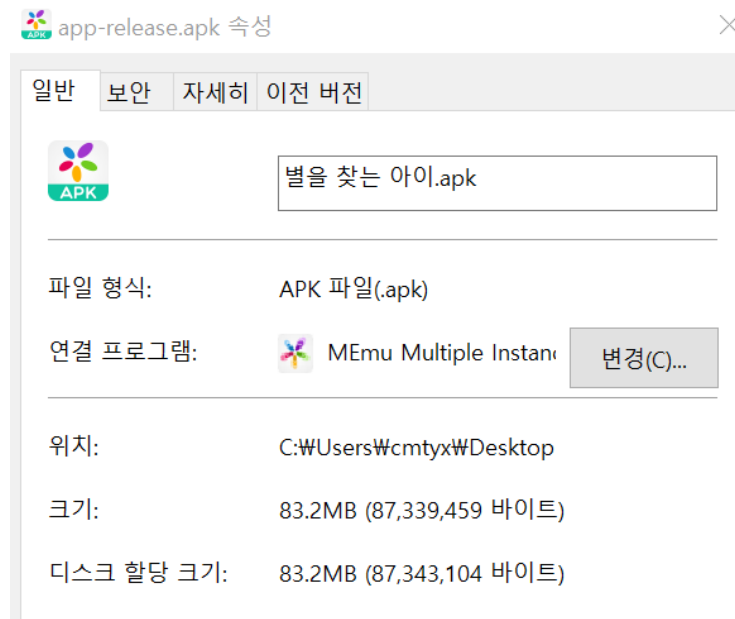 app-release.apk 속성
일반 보안 자세히 이전 버전
APK
별을 찾는 아이.apk
파일 형식: APK 파일(.apk)
연결 프로그램: MEmu Multiple Instanc 변경(C)...
위치: C:₩Users₩cmtyx₩Desktop
크기: 83.2MB (87,339,459 바이트)
디스크 할당 크기: 83.2MB (87,343,104 바이트)